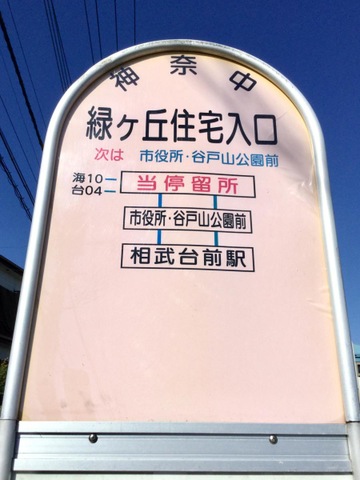 神奈中
緑ヶ丘住宅入口
次は 市役所・谷戸山公園前
海10
台04
当停留所
市役所・谷戸山公園前
相武台前駅